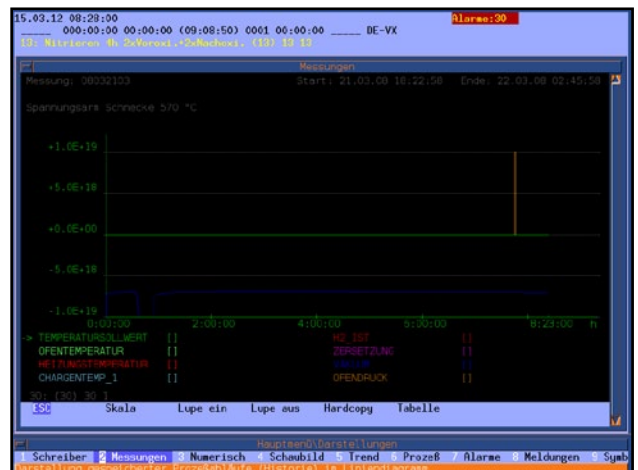 15.03.12 08:28:00 Alarme:30
_____ 000:00:00 00:00:00 (09:08:50) 0001 00:00:00 _____ DE-VX
13: Nitrieren 4h 2xVoroxi.+2xNachoxi. (13) 13 13
Messungen
Messung: 08032103 Start: 21.03.08 18:22:58 Ende: 22.03.08 02:45:58
Spannungsarm Schnecke 570 °C
+1.0E+19
+5.0E+18
+0.0E+00
-5.0E+18
-1.0E+19
0:00:00 2:00:00 4:00:00 6:00:00 8:23:00 h
-> TEMPERATURSOLLWERT [] H2_IST []
OFENTEMPERATUR [] ZERSETZUNG []
HEIZUNGSTEMPERATUR []
CHARGENTEMP_1 [] OFENDRUCK []
30: (30) 30 1
ESC Skala Lupe ein Lupe aus Hardcopy Tabelle
Hauptmenü\Darstellungen
1 Schreiber 2 Messungen 3 Numerisch 4 Schaubild 5 Trend 6 Prozeß 7 Alarme 8 Meldungen 9 Symb
Darstellung gespeicherter Prozeßabläufe (Historie) im Liniendiagramm